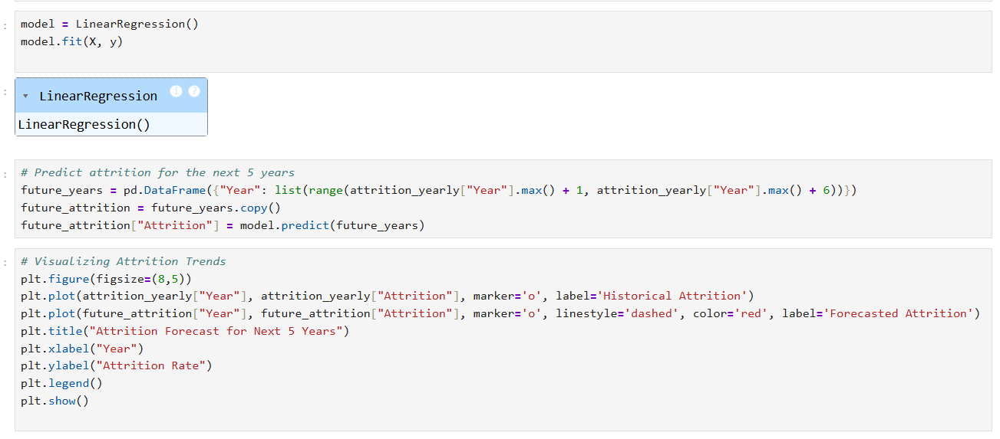 :
model = LinearRegression()
model.fit(X, y)
:
▾ LinearRegression i ?
LinearRegression()
:
# Predict attrition for the next 5 years
future_years = pd.DataFrame({"Year": list(range(attrition_yearly["Year"].max() + 1, attrition_yearly["Year"].max() + 6))})
future_attrition = future_years.copy()
future_attrition["Attrition"] = model.predict(future_years)
:
# Visualizing Attrition Trends
plt.figure(figsize=(8,5))
plt.plot(attrition_yearly["Year"], attrition_yearly["Attrition"], marker='o', label='Historical Attrition')
plt.plot(future_attrition["Year"], future_attrition["Attrition"], marker='o', linestyle='dashed', color='red', label='Forecasted Attrition')
plt.title("Attrition Forecast for Next 5 Years")
plt.xlabel("Year")
plt.ylabel("Attrition Rate")
plt.legend()
plt.show()